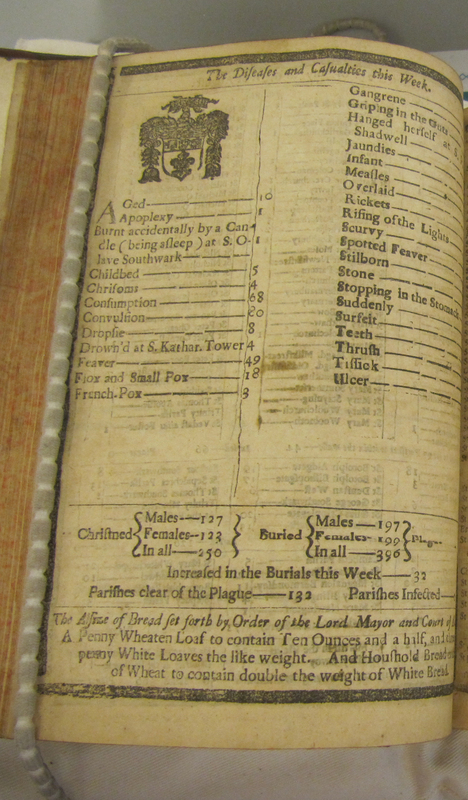 The Diseases and Casualties this Week.
AGed 10
Apoplexy 1
Burnt accidentally by a Can-
dle (being asleep) at S. O- 1
lave Southwark
Childbed 5
Chrisoms 4
Consumption 68
Convulsion 80
Dropsie 8
Drown'd at S. Kathar. Tower 4
Feaver 49
Flox and Small Pox 18
French-Pox 3
Gangrene
Griping in the Guts
Hanged herself at S.
Shadwell
Jaundies
Infant
Measles
Overlaid
Rickets
Rising of the Lights
Scurvy
Spotted Feaver
Stilborn
Stone
Stopping in the Stomach
Suddenly
Surfeit
Teeth
Thrush
Tissick
Ulcer
Christned { Males 127 Females 123 In all 250 } Buried { Males 197 Females 199 In all 396 }
Increased in the Burials this Week 32
Parishes clear of the Plague 132 Parishes Infected
The Assize of Bread set forth by Order of the Lord Mayor and Court of
A Penny Wheaten Loaf to contain Ten Ounces and a half, and
penny White Loaves the like weight. And Houshold Bread
of Wheat to contain double the weight of White Bread.